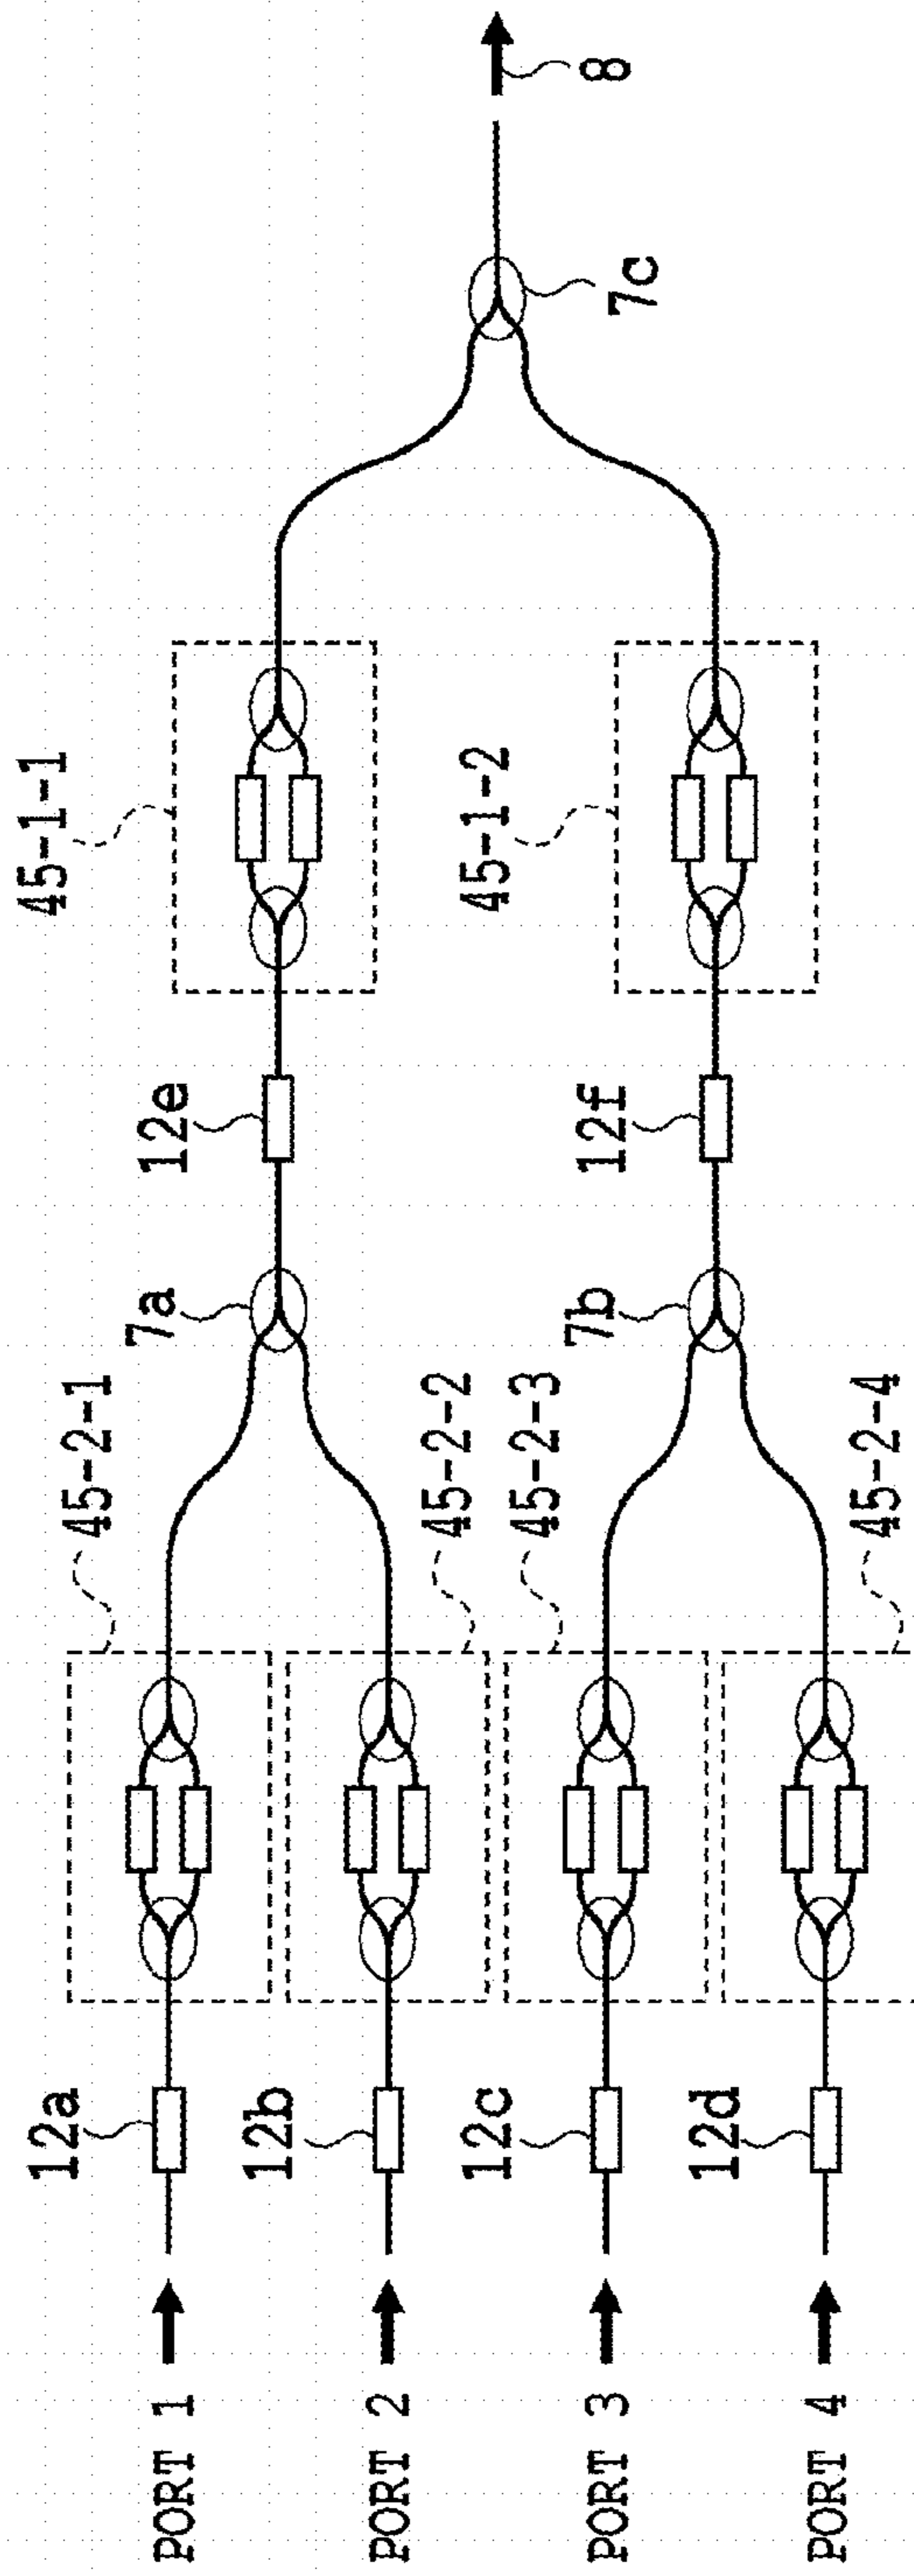 PORT 1
12a
45-2-1
7a
12e
45-1-1
PORT 2
12b
45-2-2
PORT 3
12c
45-2-3
7b
12f
45-1-2
PORT 4
12d
45-2-4
7c
8